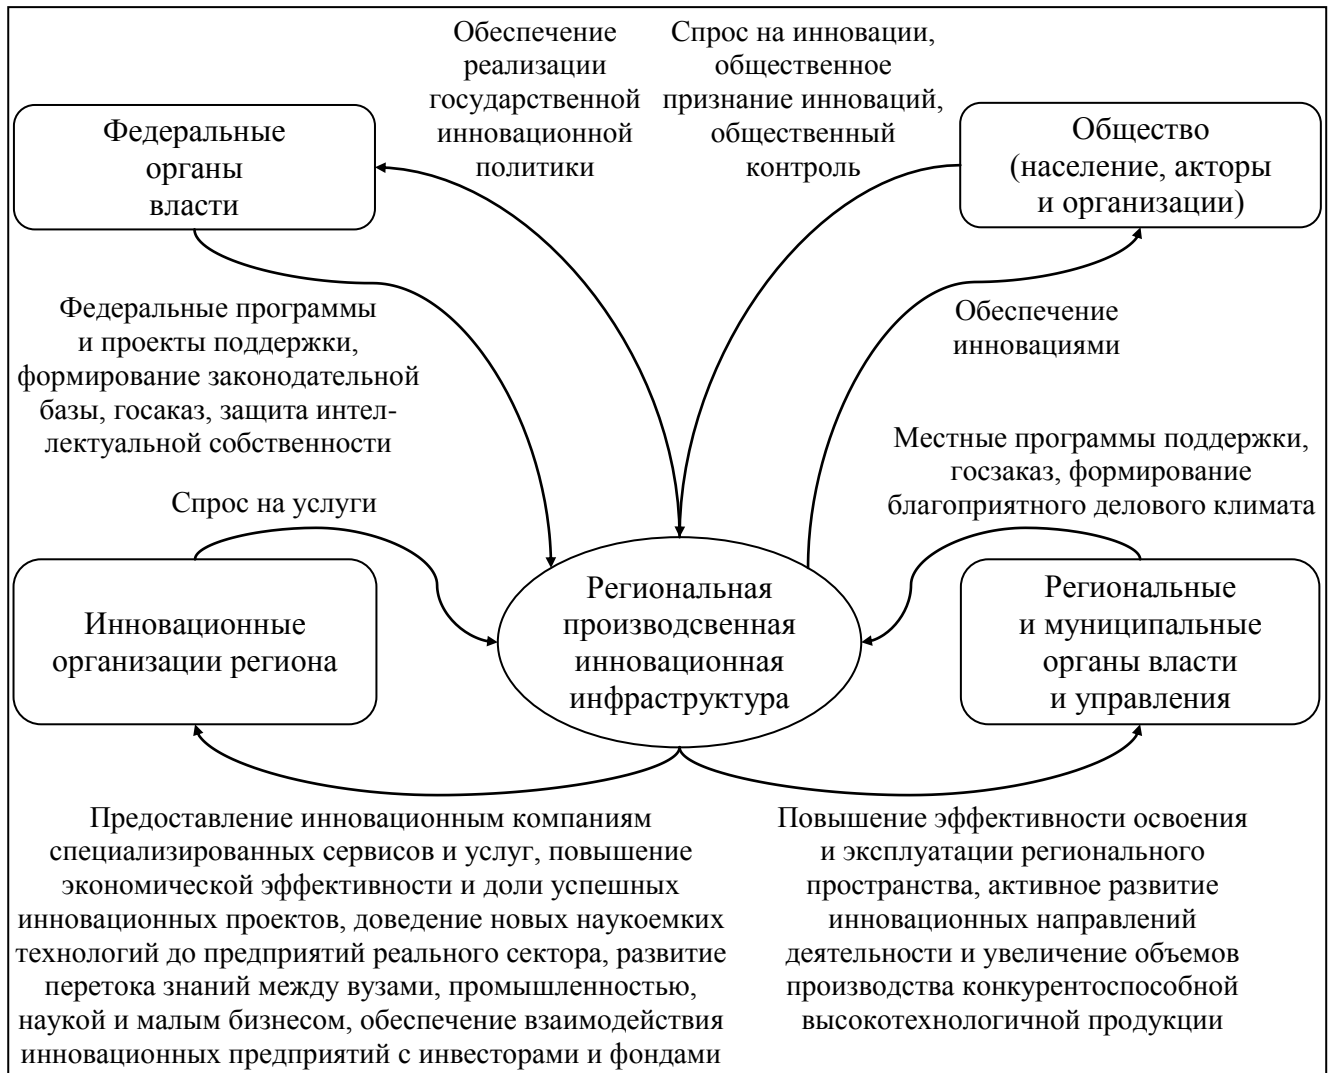 Обеспечение
реализации
государственной
инновационной
политики
Спрос на инновации,
общественное
признание инноваций,
общественный
контроль
Федеральные
органы
власти
Общество
(население, акторы
и организации)
Федеральные программы
и проекты поддержки,
формирование законодательной
базы, госаказ, защита интел-
лектуальной собственности
Обеспечение
инновациями
Местные программы поддержки,
госзаказ, формирование
благоприятного делового климата
Спрос на услуги
Инновационные
организации региона
Региональная
производсвенная
инновационная
инфраструктура
Региональные
и муниципальные
органы власти
и управления
Предоставление инновационным компаниям
специализированных сервисов и услуг, повышение
экономической эффективности и доли успешных
инновационных проектов, доведение новых наукоемких
технологий до предприятий реального сектора, развитие
перетока знаний между вузами, промышленностью,
наукой и малым бизнесом, обеспечение взаимодействия
инновационных предприятий с инвесторами и фондами
Повышение эффективности освоения
и эксплуатации регионального
пространства, активное развитие
инновационных направлений
деятельности и увеличение объемов
производства конкурентоспособной
высокотехнологичной продукции